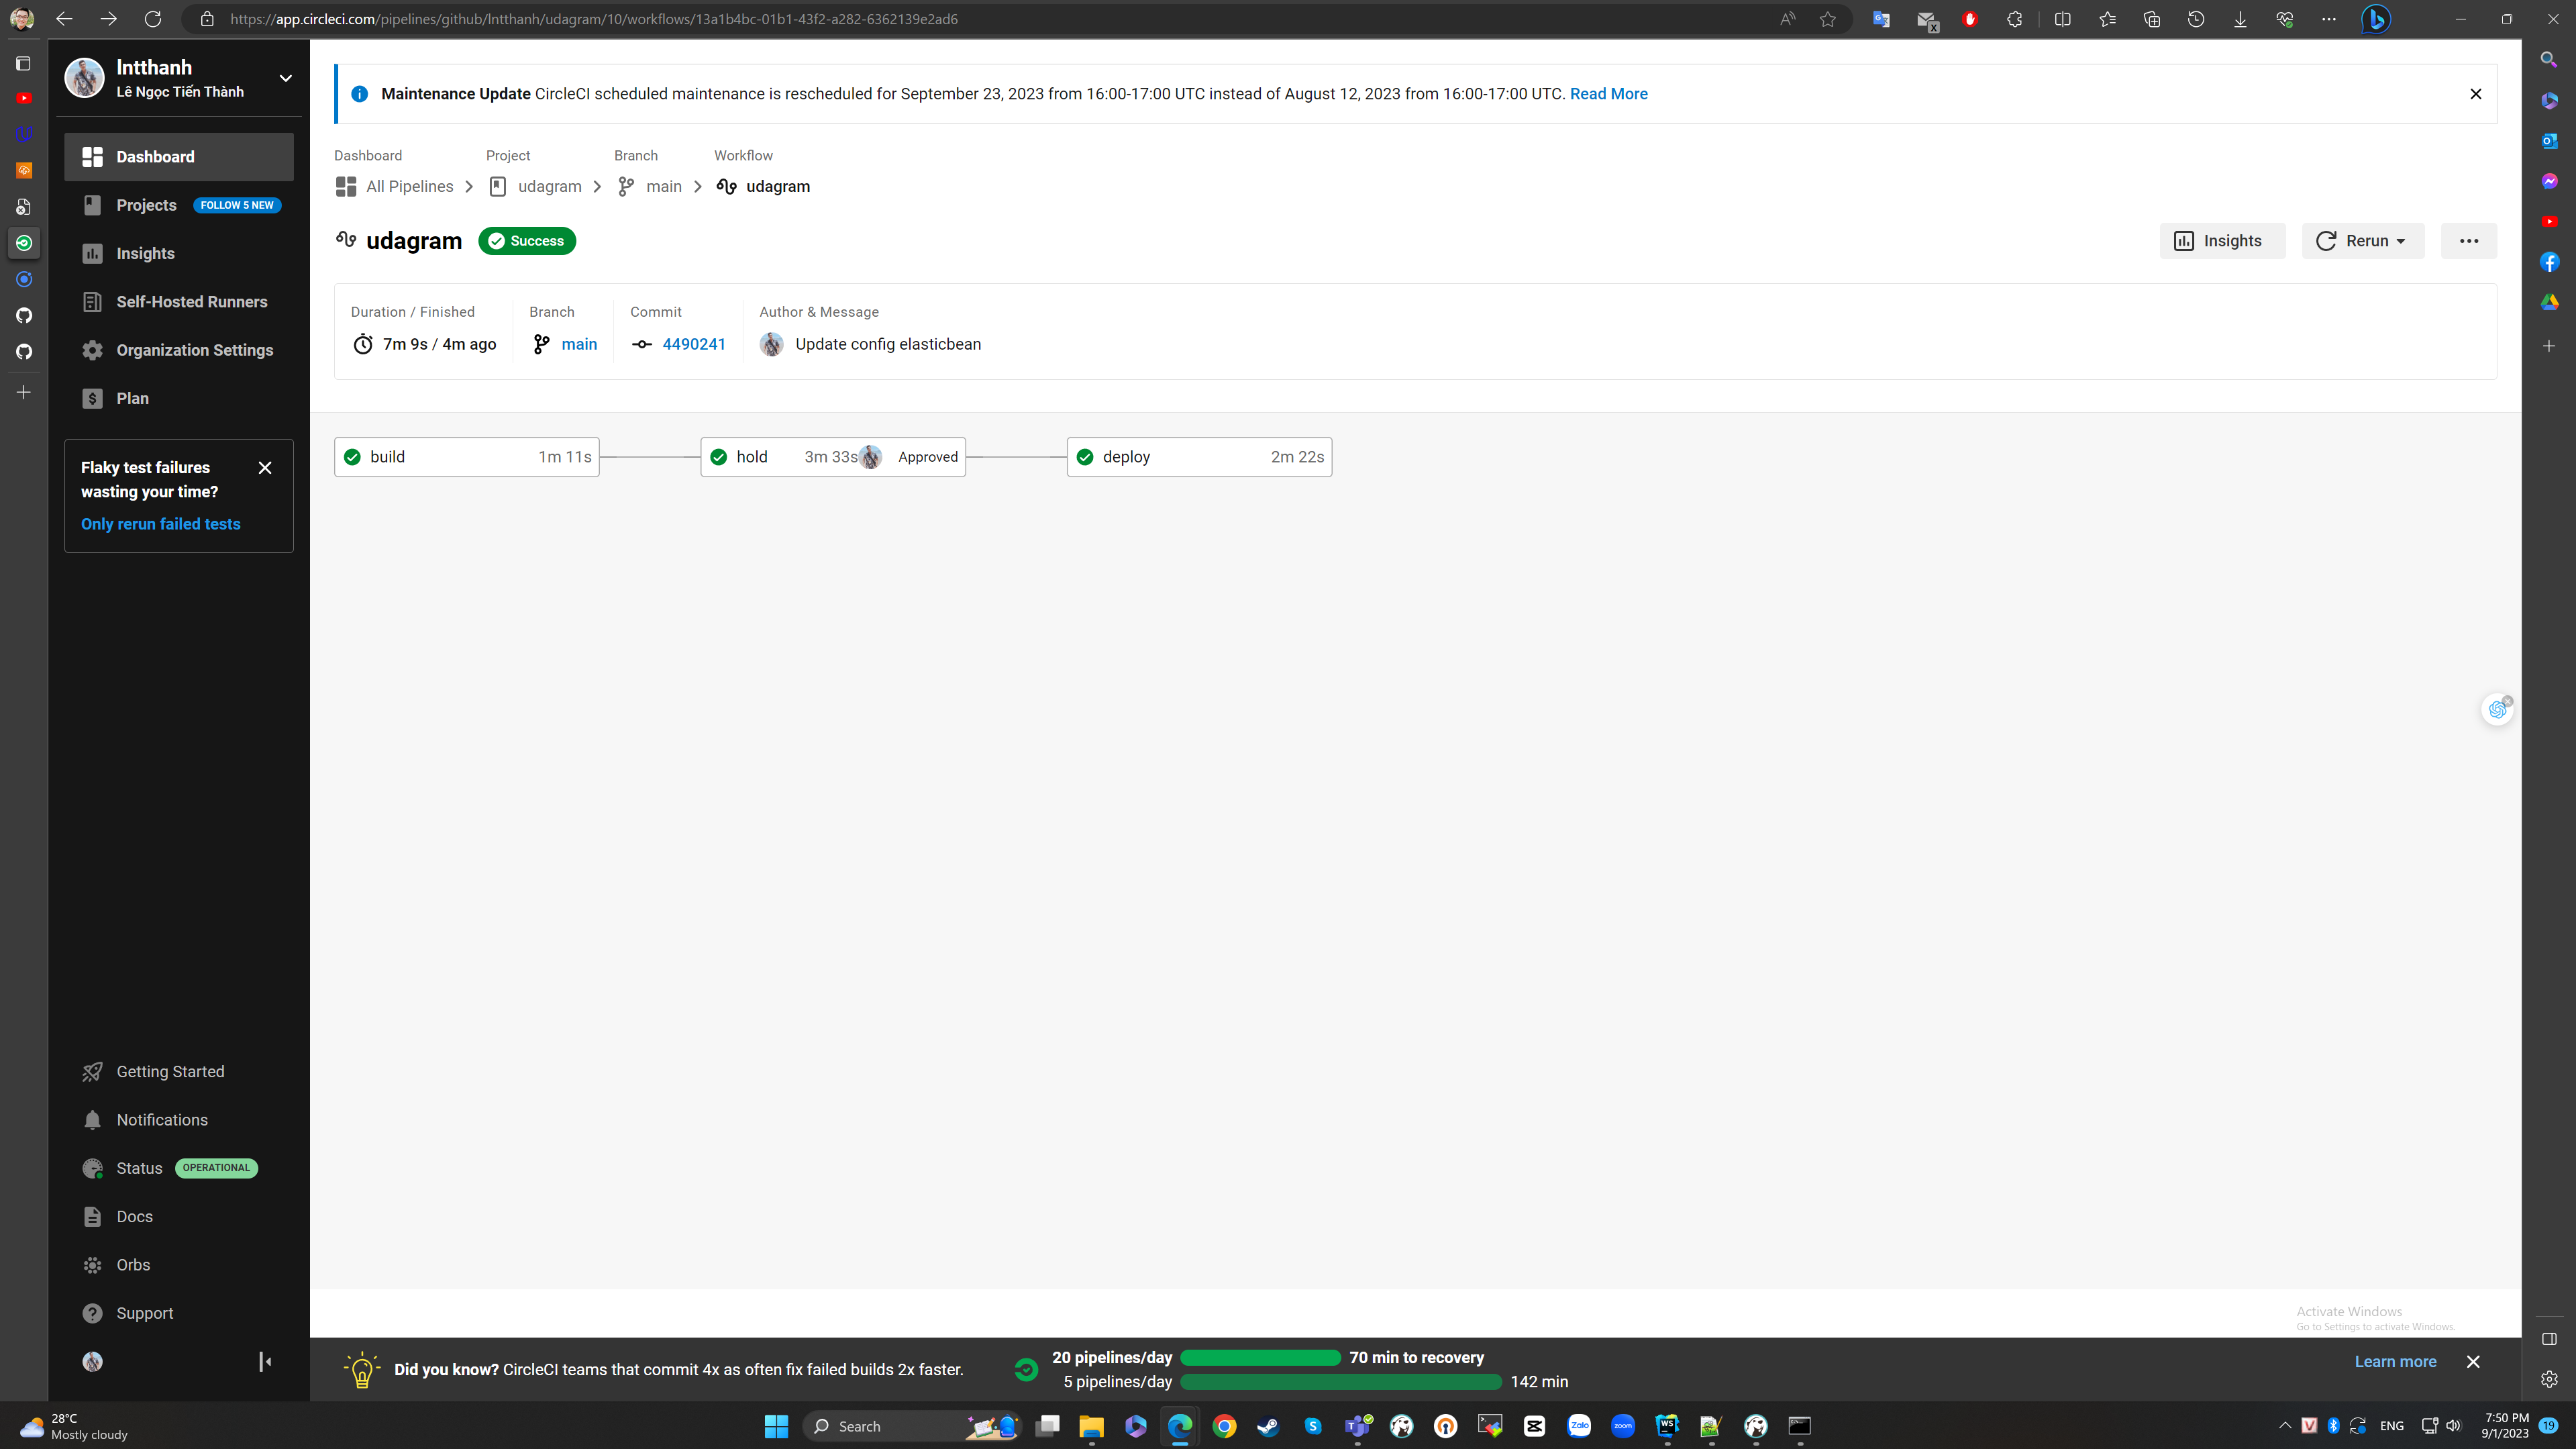 https://app.circleci.com/pipelines/github/lntthanh/udagram/10/workflows/13a1b4bc-01b1-43f2-a282-6362139e2ad6
lntthanh
Lê Ngọc Tiến Thành
Dashboard
Projects FOLLOW 5 NEW
Insights
Self-Hosted Runners
Organization Settings
Plan
Flaky test failures
wasting your time?
Only rerun failed tests
Getting Started
Notifications
Status OPERATIONAL
Docs
Orbs
Support
Maintenance Update CircleCI scheduled maintenance is rescheduled for September 23, 2023 from 16:00-17:00 UTC instead of August 12, 2023 from 16:00-17:00 UTC. Read More
Dashboard Project Branch Workflow
All Pipelines udagram main udagram
udagram Success Insights Rerun
Duration / Finished Branch Commit Author & Message
7m 9s / 4m ago main 4490241 Update config elasticbean
build 1m 11s hold 3m 33s Approved deploy 2m 22s
Activate Windows
Go to Settings to activate Windows.
Did you know? CircleCI teams that commit 4x as often fix failed builds 2x faster.
20 pipelines/day 70 min to recovery
5 pipelines/day 142 min
Learn more
28°C
Mostly cloudy
Search
Zalo
zoom
WS
ENG
7:50 PM
9/1/2023
19